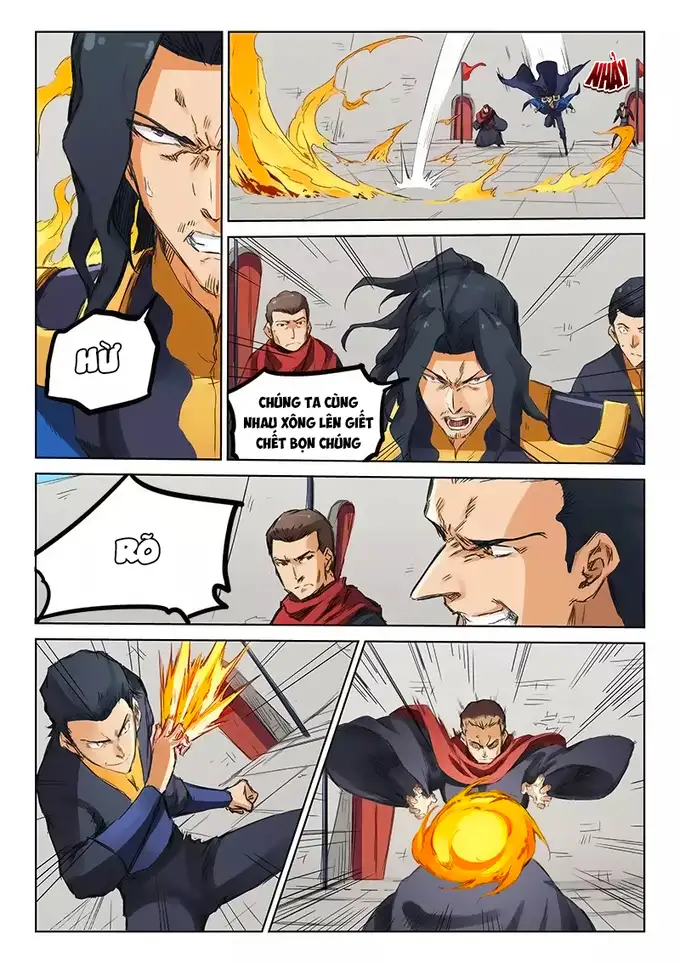 NHẢY
HỪ
CHÚNG TA CÙNG
NHAU XÔNG LÊN GIẾT
CHẾT BỌN CHÚNG
RÕ